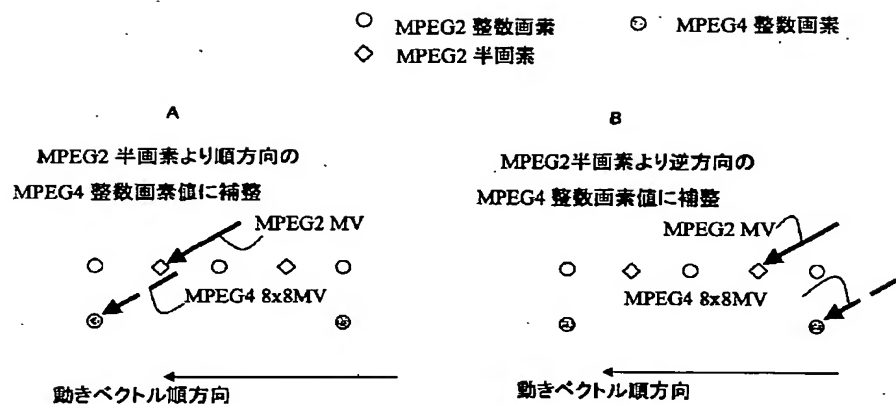 MPEG2 整数画素
MPEG4 整数画素
MPEG2 半画素
A
MPEG2 半画素より順方向の
MPEG4 整数画素値に補整
MPEG2 MV
MPEG4 8x8MV
動きベクトル順方向
B
MPEG2半画素より逆方向の
MPEG4 整数画素値に補整
MPEG2 MV
MPEG4 8x8MV
動きベクトル順方向